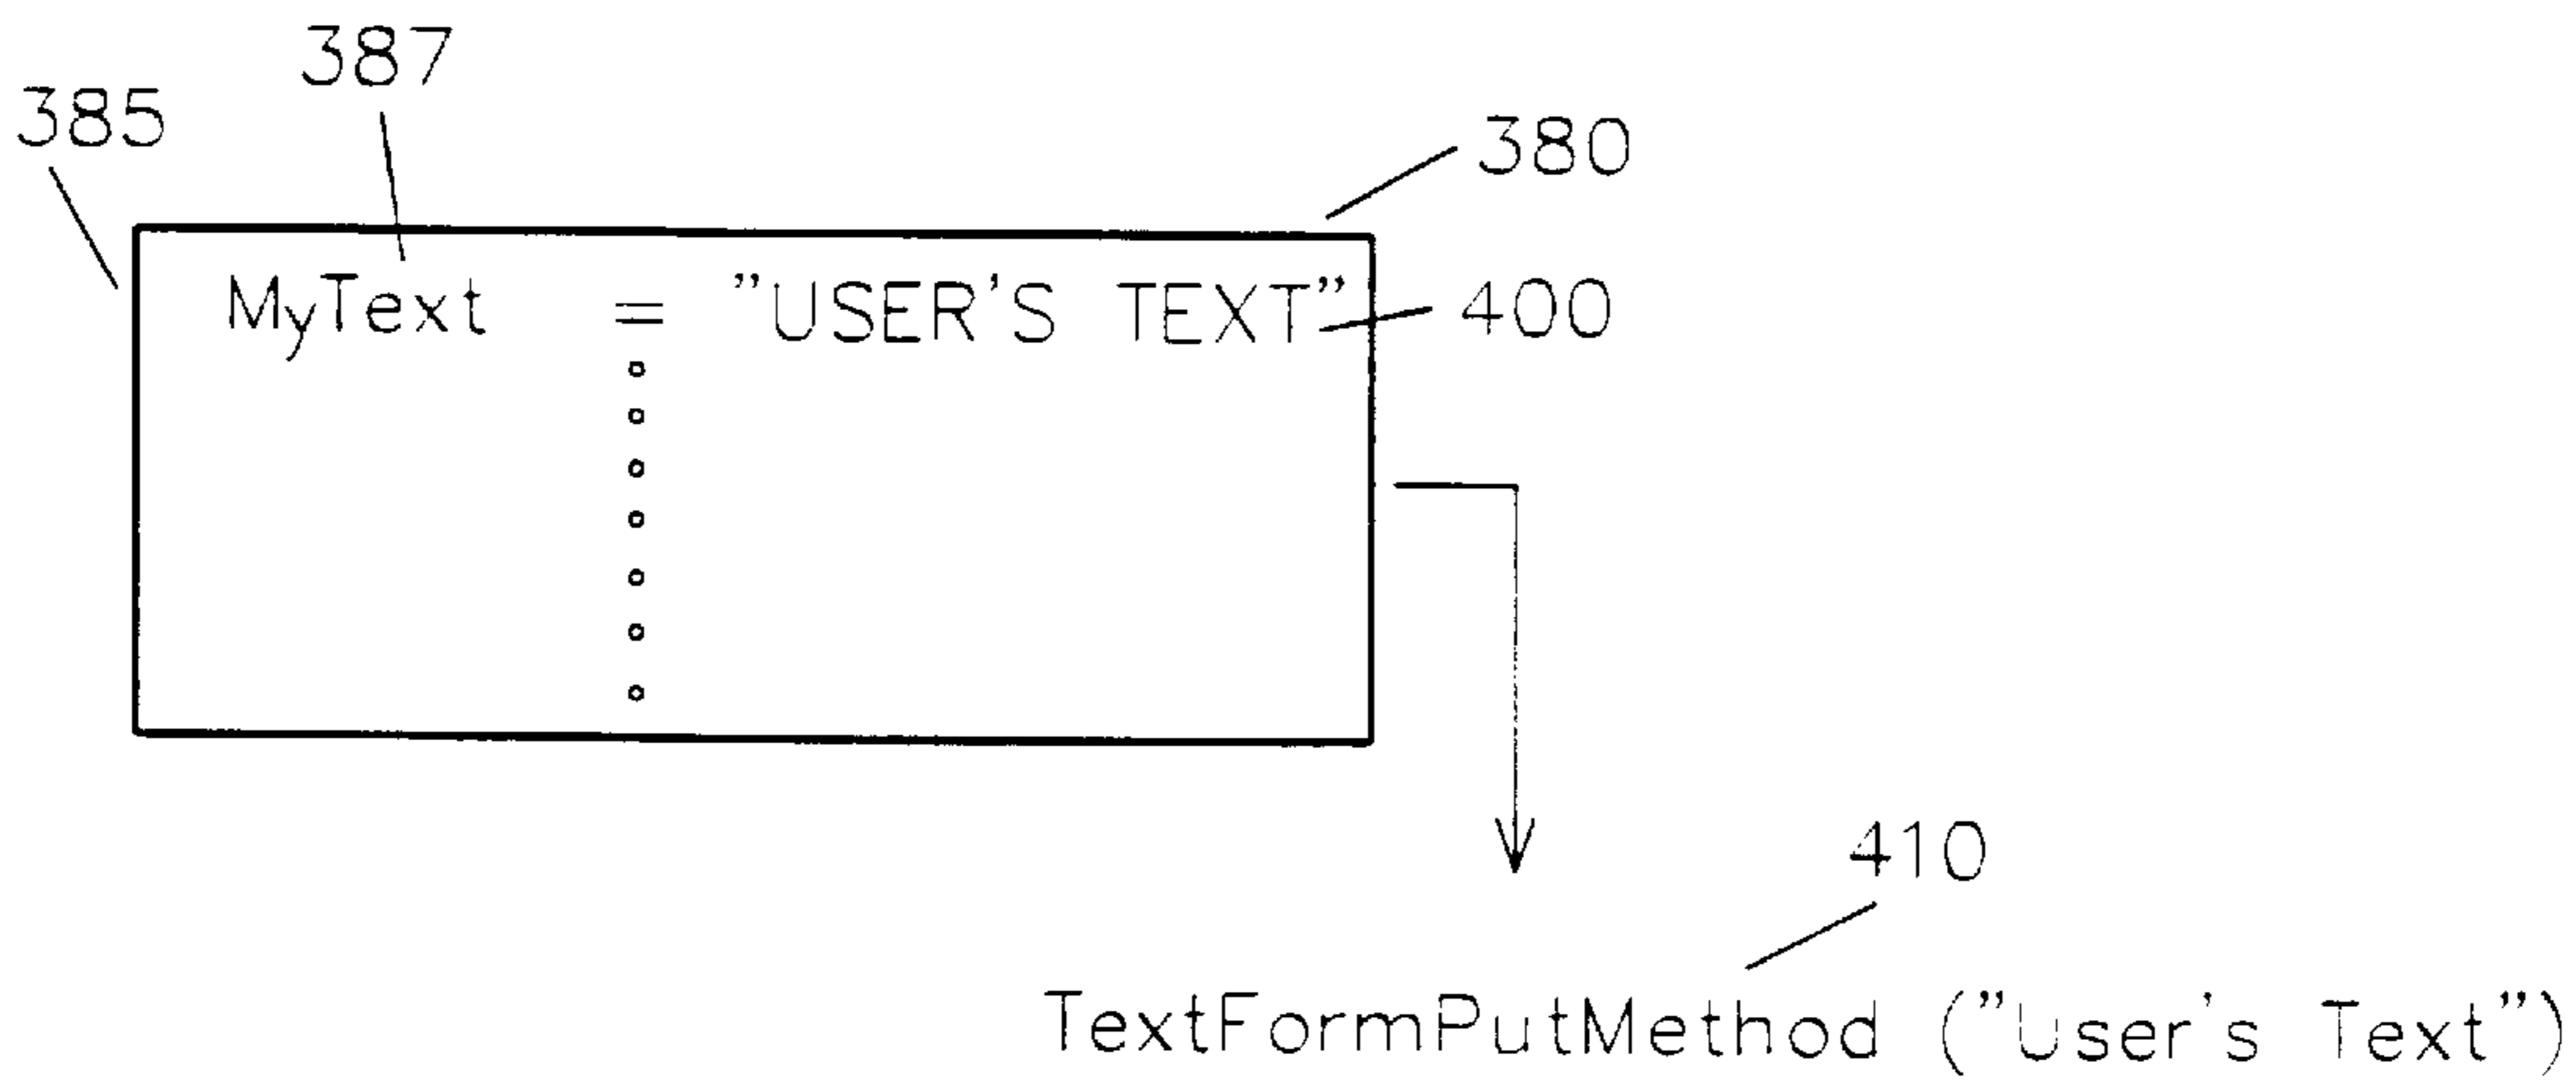 387
385
380
MyText = ”USER'S TEXT”
400
410
TextFormPutMethod (”User's Text”)